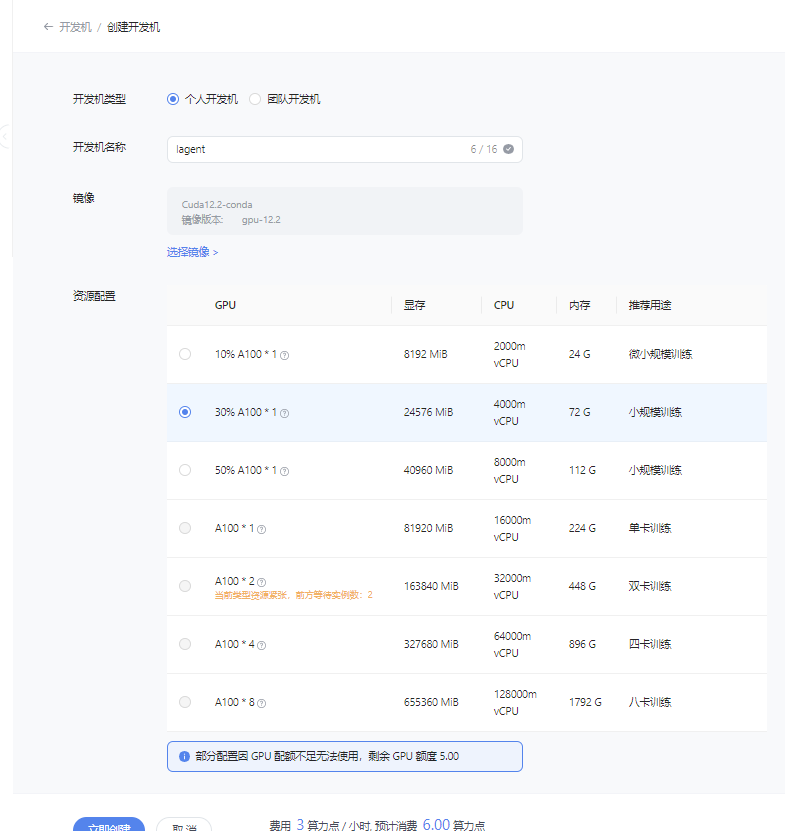 ← 开发机 / 创建开发机
开发机类型 个人开发机 团队开发机
开发机名称 lagent 6 / 16
镜像 Cuda12.2-conda
镜像版本: gpu-12.2
选择镜像 >
资源配置
GPU 显存 CPU 内存 推荐用途
10% A100 * 1 8192 MiB 2000m vCPU 24 G 微小规模训练
30% A100 * 1 24576 MiB 4000m vCPU 72 G 小规模训练
50% A100 * 1 40960 MiB 8000m vCPU 112 G 小规模训练
A100 * 1 81920 MiB 16000m vCPU 224 G 单卡训练
A100 * 2 163840 MiB 32000m vCPU 448 G 双卡训练
当前类型资源紧张，前方等待实例数：2
A100 * 4 327680 MiB 64000m vCPU 896 G 四卡训练
A100 * 8 655360 MiB 128000m vCPU 1792 G 八卡训练
部分配置因 GPU 配额不足无法使用，剩余 GPU 额度 5.00
立即创建 取消 费用 3 算力点 / 小时, 预计消费 6.00 算力点